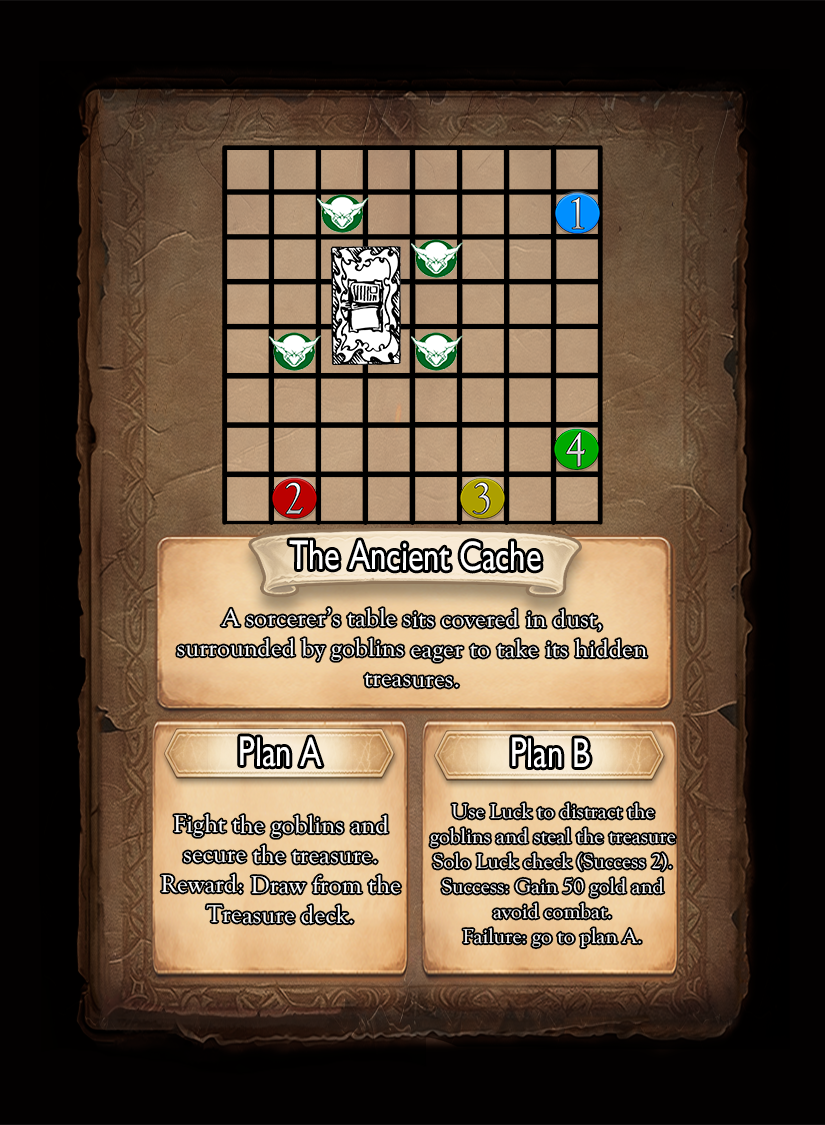 1
4
2 3
The Ancient Cache
A sorcerer's table sits covered in dust,
surrounded by goblins eager to take its hidden
treasures.
Plan A
Fight the goblins and
secure the treasure.
Reward: Draw from the
Treasure deck.
Plan B
Use Luck to distract the
goblins and steal the treasure
Solo Luck check (Success 2).
Success: Gain 50 gold and
avoid combat.
Failure: go to plan A.